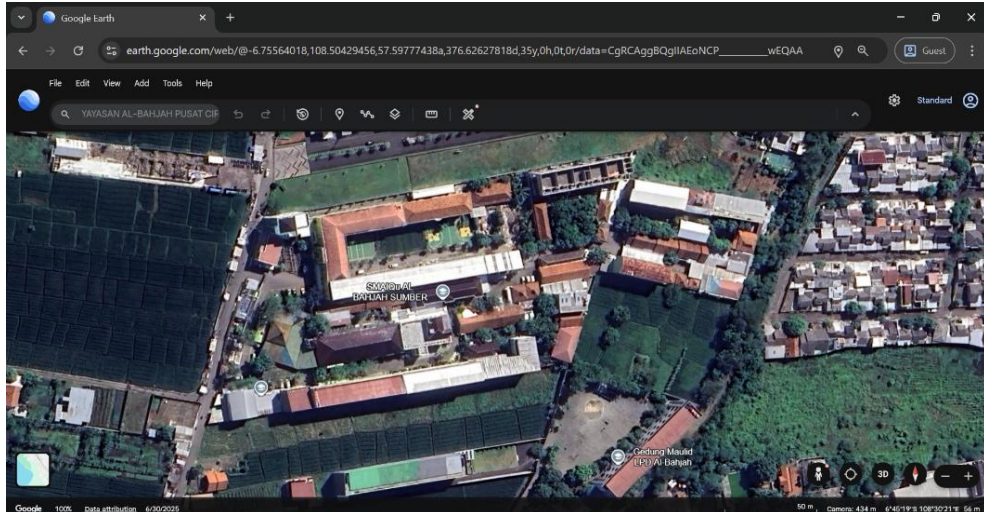 Google Earth
earth.google.com/web/@-6.75564018,108.50429456,57.59777438a,376.62627818d,35y,0h,0t,0r/data=CgRCAggBQgIIAEoNCP___________wEQAA
Guest
File Edit View Add Tools Help
YAYASAN AL-BAHJAH PUSAT CIR
Standard
SMAIQu AL
BAHJAH SUMBER
Gedung Maulid
LPD Al-Bahjah
3D
Google 100% Data attribution 6/30/2025 50 m Camera: 434 m 6°45'19"S 108°30'21"E 56 m